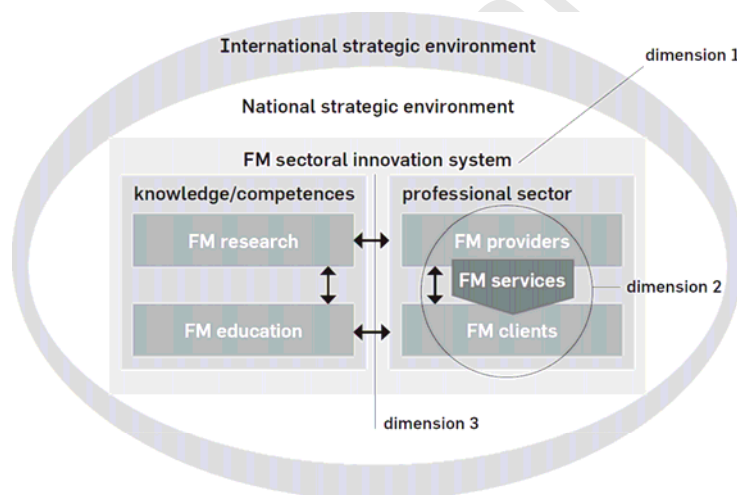 International strategic environment
dimension 1
National strategic environment
FM sectoral innovation system
knowledge/competences
professional sector
FM research
FM providers
FM services
dimension 2
FM education
FM clients
dimension 3